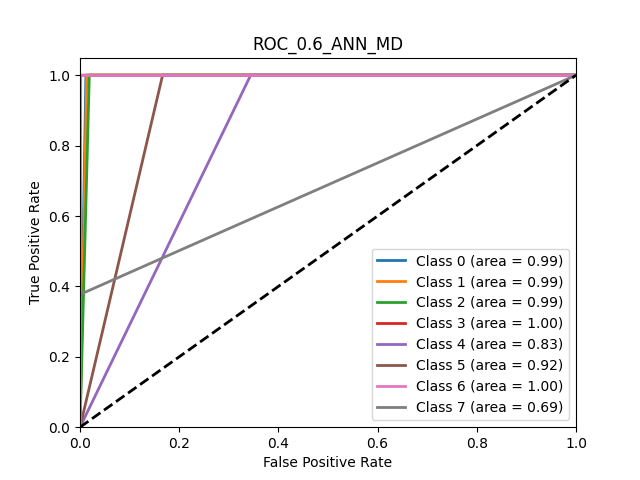 ROC_0.6_ANN_MD
True Positive Rate
1.0
0.8
0.6
0.4
0.2
0.0
Class 0 (area = 0.99)
Class 1 (area = 0.99)
Class 2 (area = 0.99)
Class 3 (area = 1.00)
Class 4 (area = 0.83)
Class 5 (area = 0.92)
Class 6 (area = 1.00)
Class 7 (area = 0.69)
0.0 0.2 0.4 0.6 0.8 1.0
False Positive Rate